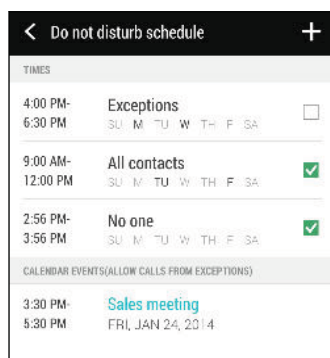 Do not disturb schedule
TIMES
4:00 PM-
6:30 PM
Exceptions
SU M TU W TH F SA
9:00 AM-
12:00 PM
All contacts
SU M TU W TH F SA
2:56 PM-
3:56 PM
No one
SU M TU W TH F SA
CALENDAR EVENTS(ALLOW CALLS FROM EXCEPTIONS)
3:30 PM-
5:30 PM
Sales meeting
FRI, JAN 24, 2014